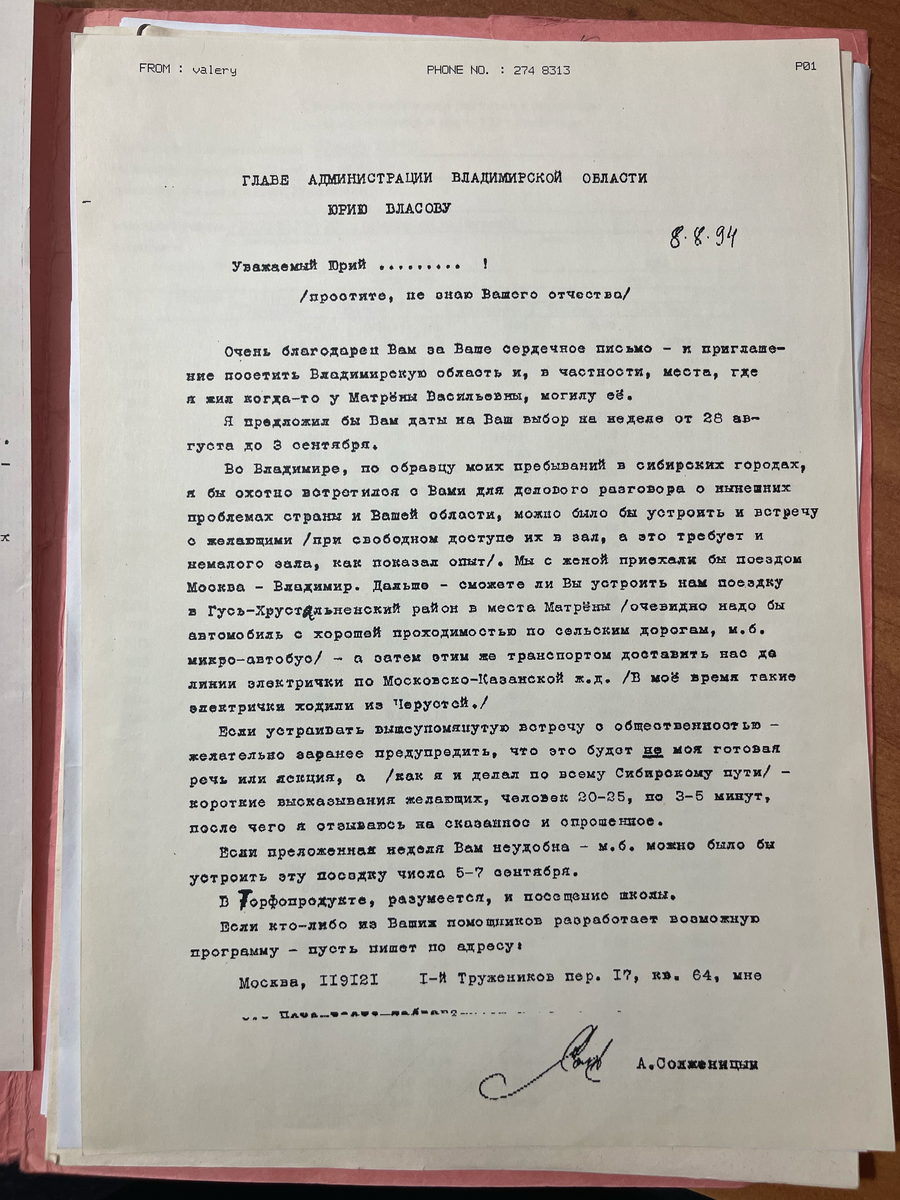 FROM : valery PHONE NO. : 274 8313 P01
ГЛАВЕ АДМИНИСТРАЦИИ ВЛАДИМИРСКОЙ ОБЛАСТИ
ЮРИЮ ВЛАСОВУ
8.8.94
Уважаемый Юрий ......... !
/простите, не знаю Вашего отчества/
Очень благодарен Вам за Ваше сердечное письмо – и приглаше–
ние посетить Владимирскую область и, в частности, места, где
я жил когда-то у Матрёны Васильевны, могилу её.
Я предложил бы Вам даты на Ваш выбор на неделе от 28 ав–
густа до 3 сентября.
Во Владимире, по образцу моих пребываний в сибирских городах,
я бы охотно встретился с Вами для делового разговора о нынешних
проблемах страны и Вашей области, можно было бы устроить и встречу
с желающими /при свободном доступе их в зал, а это требует и
немалого зала, как показал опыт/. Мы с женой приехали бы поездом
Москва – Владимир. Дальше – сможете ли Вы устроить нам поездку
в Гусь-Хрустальненский район в места Матрёны /очевидно надо бы
автомобиль с хорошей проходимостью по сельским дорогам, м.б.
микро-автобус/ – а затем этим же транспортом доставить нас до
линии электрички по Московско-Казанской ж.д. /В моё время такие
электрички ходили из Черустей./
Если устраивать вышеупомянутую встречу с общественностью –
желательно заранее предупредить, что это будет не моя готовая
речь или лекция, а /как я и делал по всему Сибирскому пути/ –
короткие высказывания желающих, человек 20–25, по 3–5 минут,
после чего я отзываюсь на сказанное и спрошенное.
Если преложенная неделя Вам неудобна – м.б. можно было бы
устроить эту поездку числа 5–7 сентября.
В Торфопродукте, разумеется, и посещение школы.
Если кто-либо из Ваших помощников разработает возможную
программу – пусть пишет по адресу:
Москва, II9I2I I-й Тружеников пер. I7, кв. 64, мне
А.Солженицын